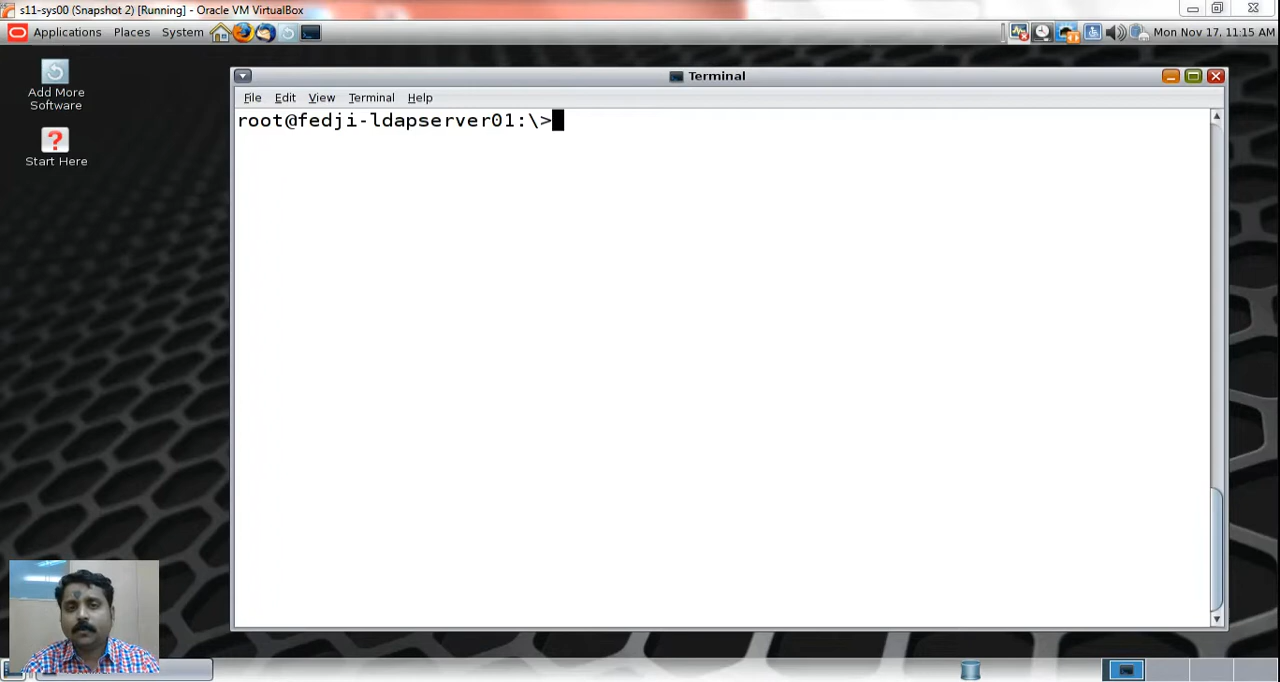 s11-sys00 (Snapshot 2) [Running] - Oracle VM VirtualBox
Applications Places System Mon Nov 17, 11:15 AM
Add More
Software
Start Here
Terminal
File Edit View Terminal Help
root@fedji-ldapserver01:\>